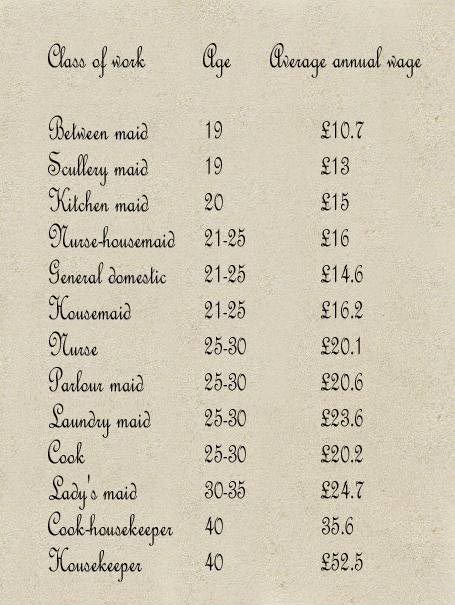 Class of work Age Average annual wage
Between maid 19 £10.7
Scullery maid 19 £13
Kitchen maid 20 £15
Nurse-housemaid 21-25 £16
General domestic 21-25 £14.6
Housemaid 21-25 £16.2
Nurse 25-30 £20.1
Parlour maid 25-30 £20.6
Laundry maid 25-30 £23.6
Cook 25-30 £20.2
Lady's maid 30-35 £24.7
Cook-housekeeper 40 35.6
Housekeeper 40 £52.5